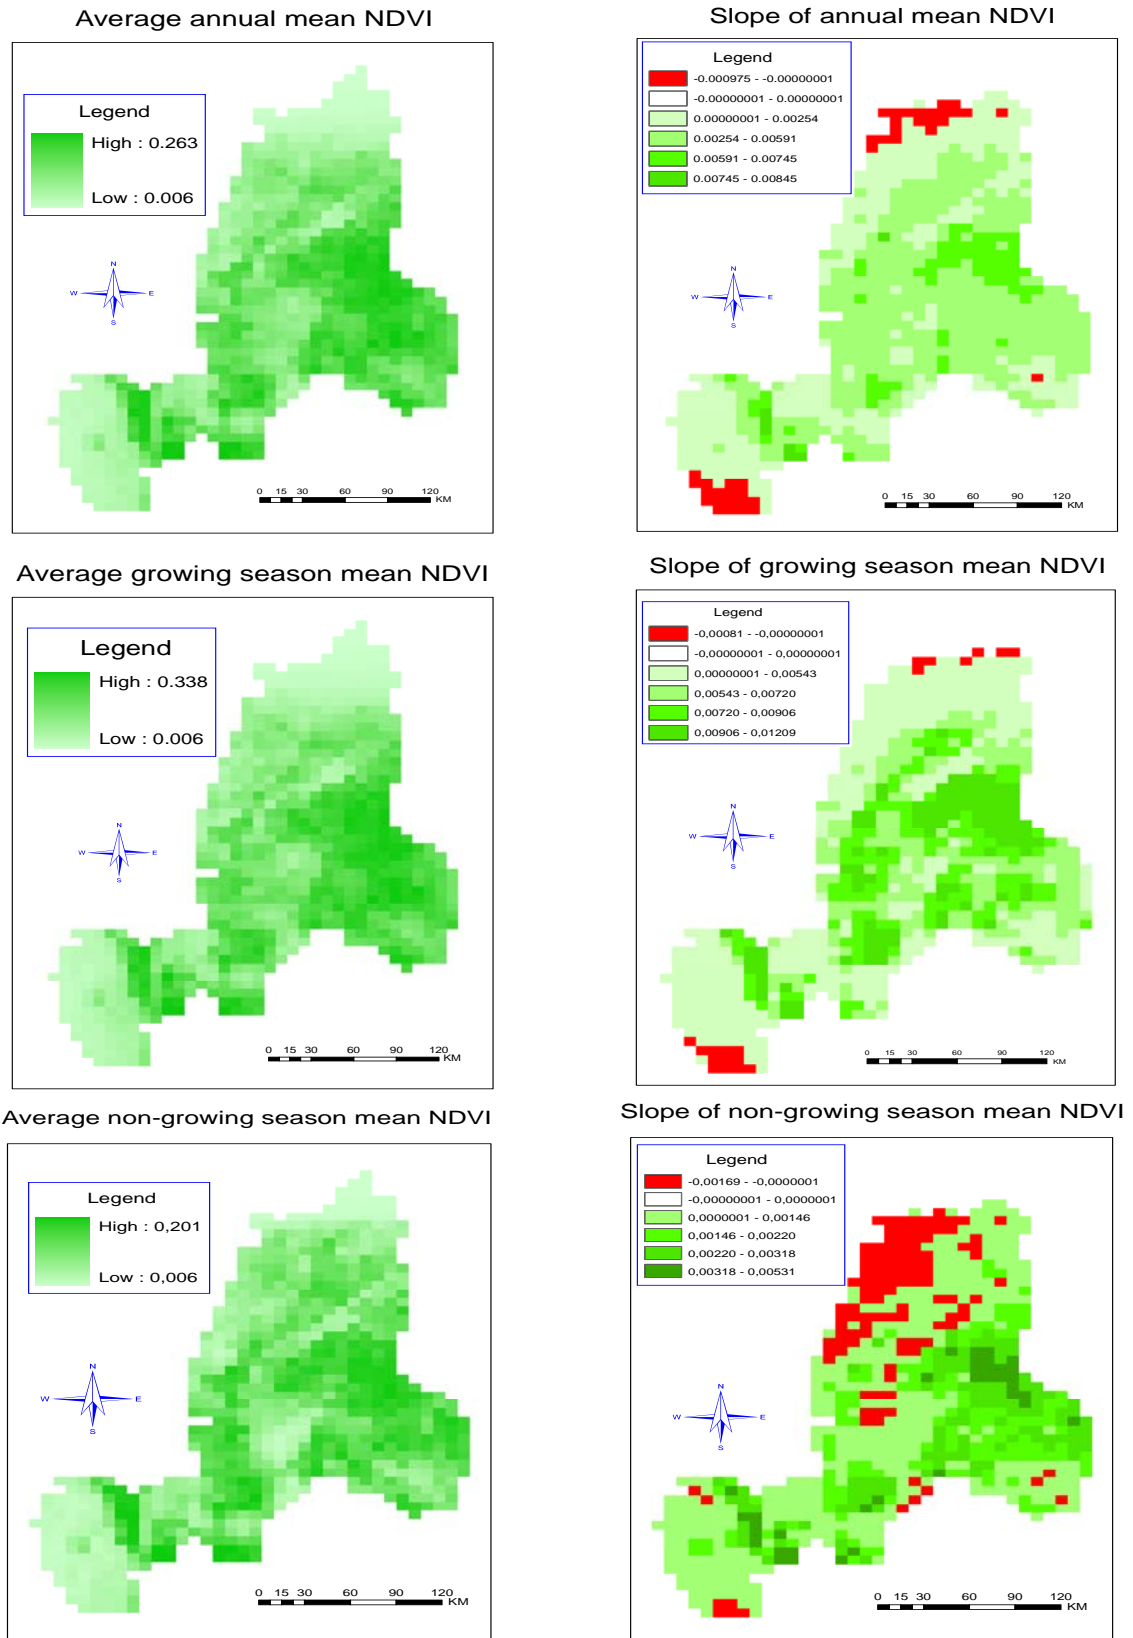 Average annual mean NDVI
Legend
High : 0.263
Low : 0.006
N
W E
S
0 15 30 60 90 120
KM
Slope of annual mean NDVI
Legend
-0.000975 - -0.00000001
-0.00000001 - 0.00000001
0.00000001 - 0.00254
0.00254 - 0.00591
0.00591 - 0.00745
0.00745 - 0.00845
N
W E
S
0 15 30 60 90 120
KM
Average growing season mean NDVI
Legend
High : 0.338
Low : 0.006
N
W E
S
0 15 30 60 90 120
KM
Slope of growing season mean NDVI
Legend
-0,00081 - -0,00000001
-0,00000001 - 0,00000001
0,00000001 - 0,00543
0,00543 - 0,00720
0,00720 - 0,00906
0,00906 - 0,01209
N
W E
S
0 15 30 60 90 120
KM
Average non-growing season mean NDVI
Legend
High : 0,201
Low : 0,006
N
W E
S
0 15 30 60 90 120
KM
Slope of non-growing season mean NDVI
Legend
-0,00169 - -0,0000001
-0,00000001 - 0,0000001
0,0000001 - 0,00146
0,00146 - 0,00220
0,00220 - 0,00318
0,00318 - 0,00531
N
W E
S
0 15 30 60 90 120
KM